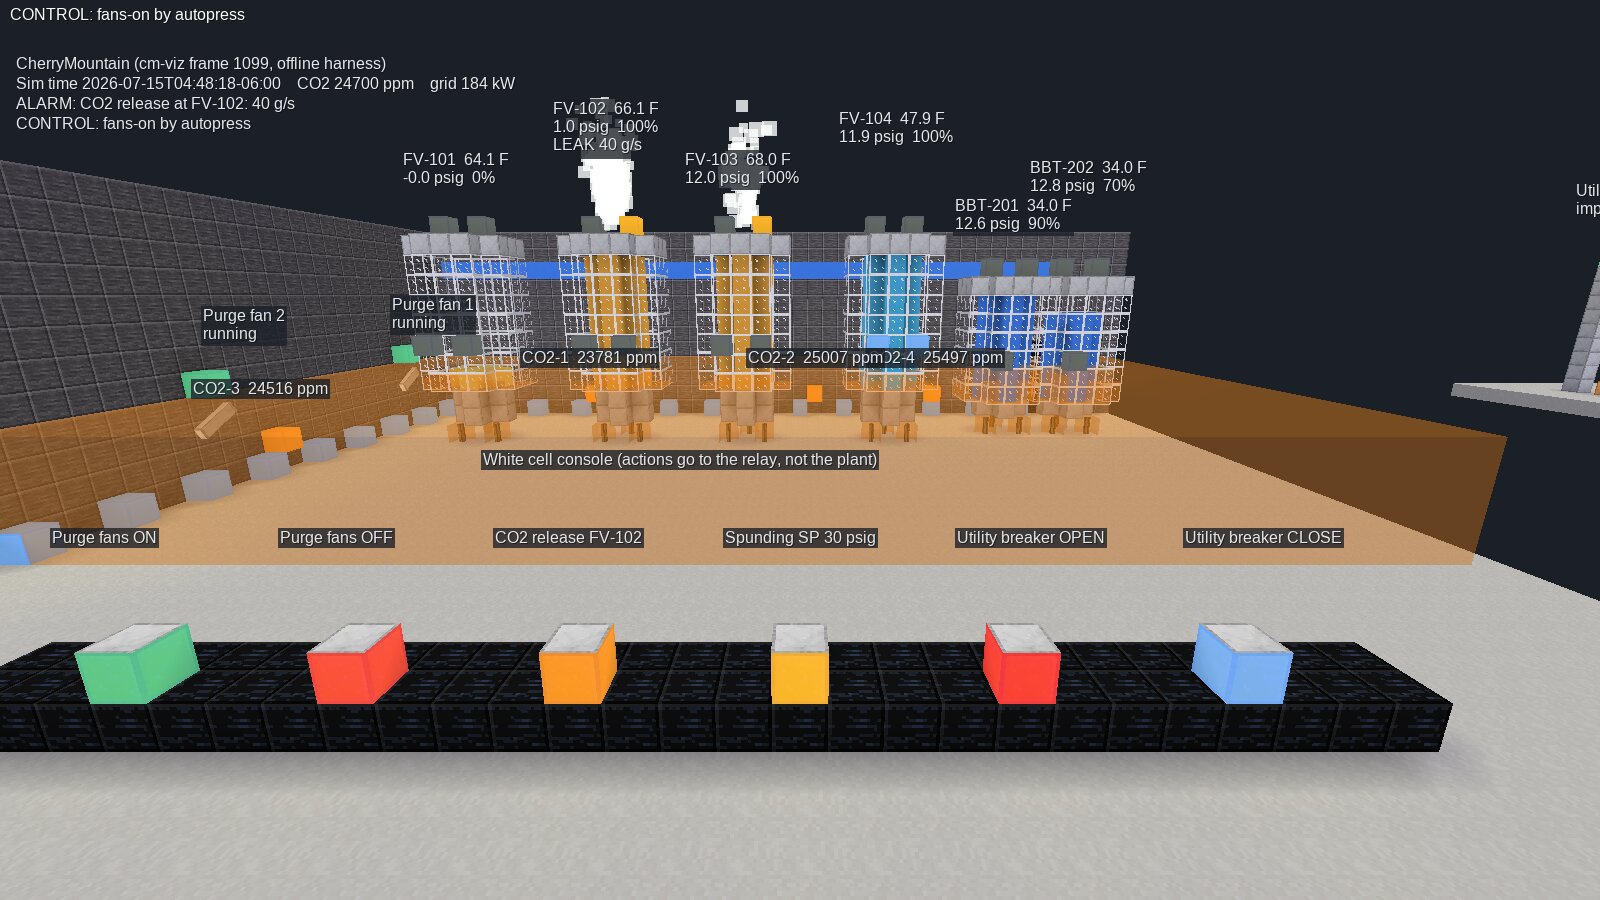 CONTROL: fans-on by autopress
CherryMountain (cm-viz frame 1099, offline harness)
Sim time 2026-07-15T04:48:18-06:00    CO2 24700 ppm    grid 184 kW
ALARM: CO2 release at FV-102: 40 g/s
CONTROL: fans-on by autopress
FV-102  66.1 F
1.0 psig  100%
LEAK 40 g/s
FV-104  47.9 F
11.9 psig  100%
FV-101  64.1 F
-0.0 psig  0%
FV-103  68.0 F
12.0 psig  100%
BBT-202  34.0 F
12.8 psig  70%
BBT-201  34.0 F
12.6 psig  90%
Util
imp
Purge fan 2
running
Purge fan 1
running
CO2-1  23781 ppm
CO2-2  25007 ppm
2-4  25497 ppm
CO2-3  24516 ppm
White cell console (actions go to the relay, not the plant)
Purge fans ON
Purge fans OFF
CO2 release FV-102
Spunding SP 30 psig
Utility breaker OPEN
Utility breaker CLOSE